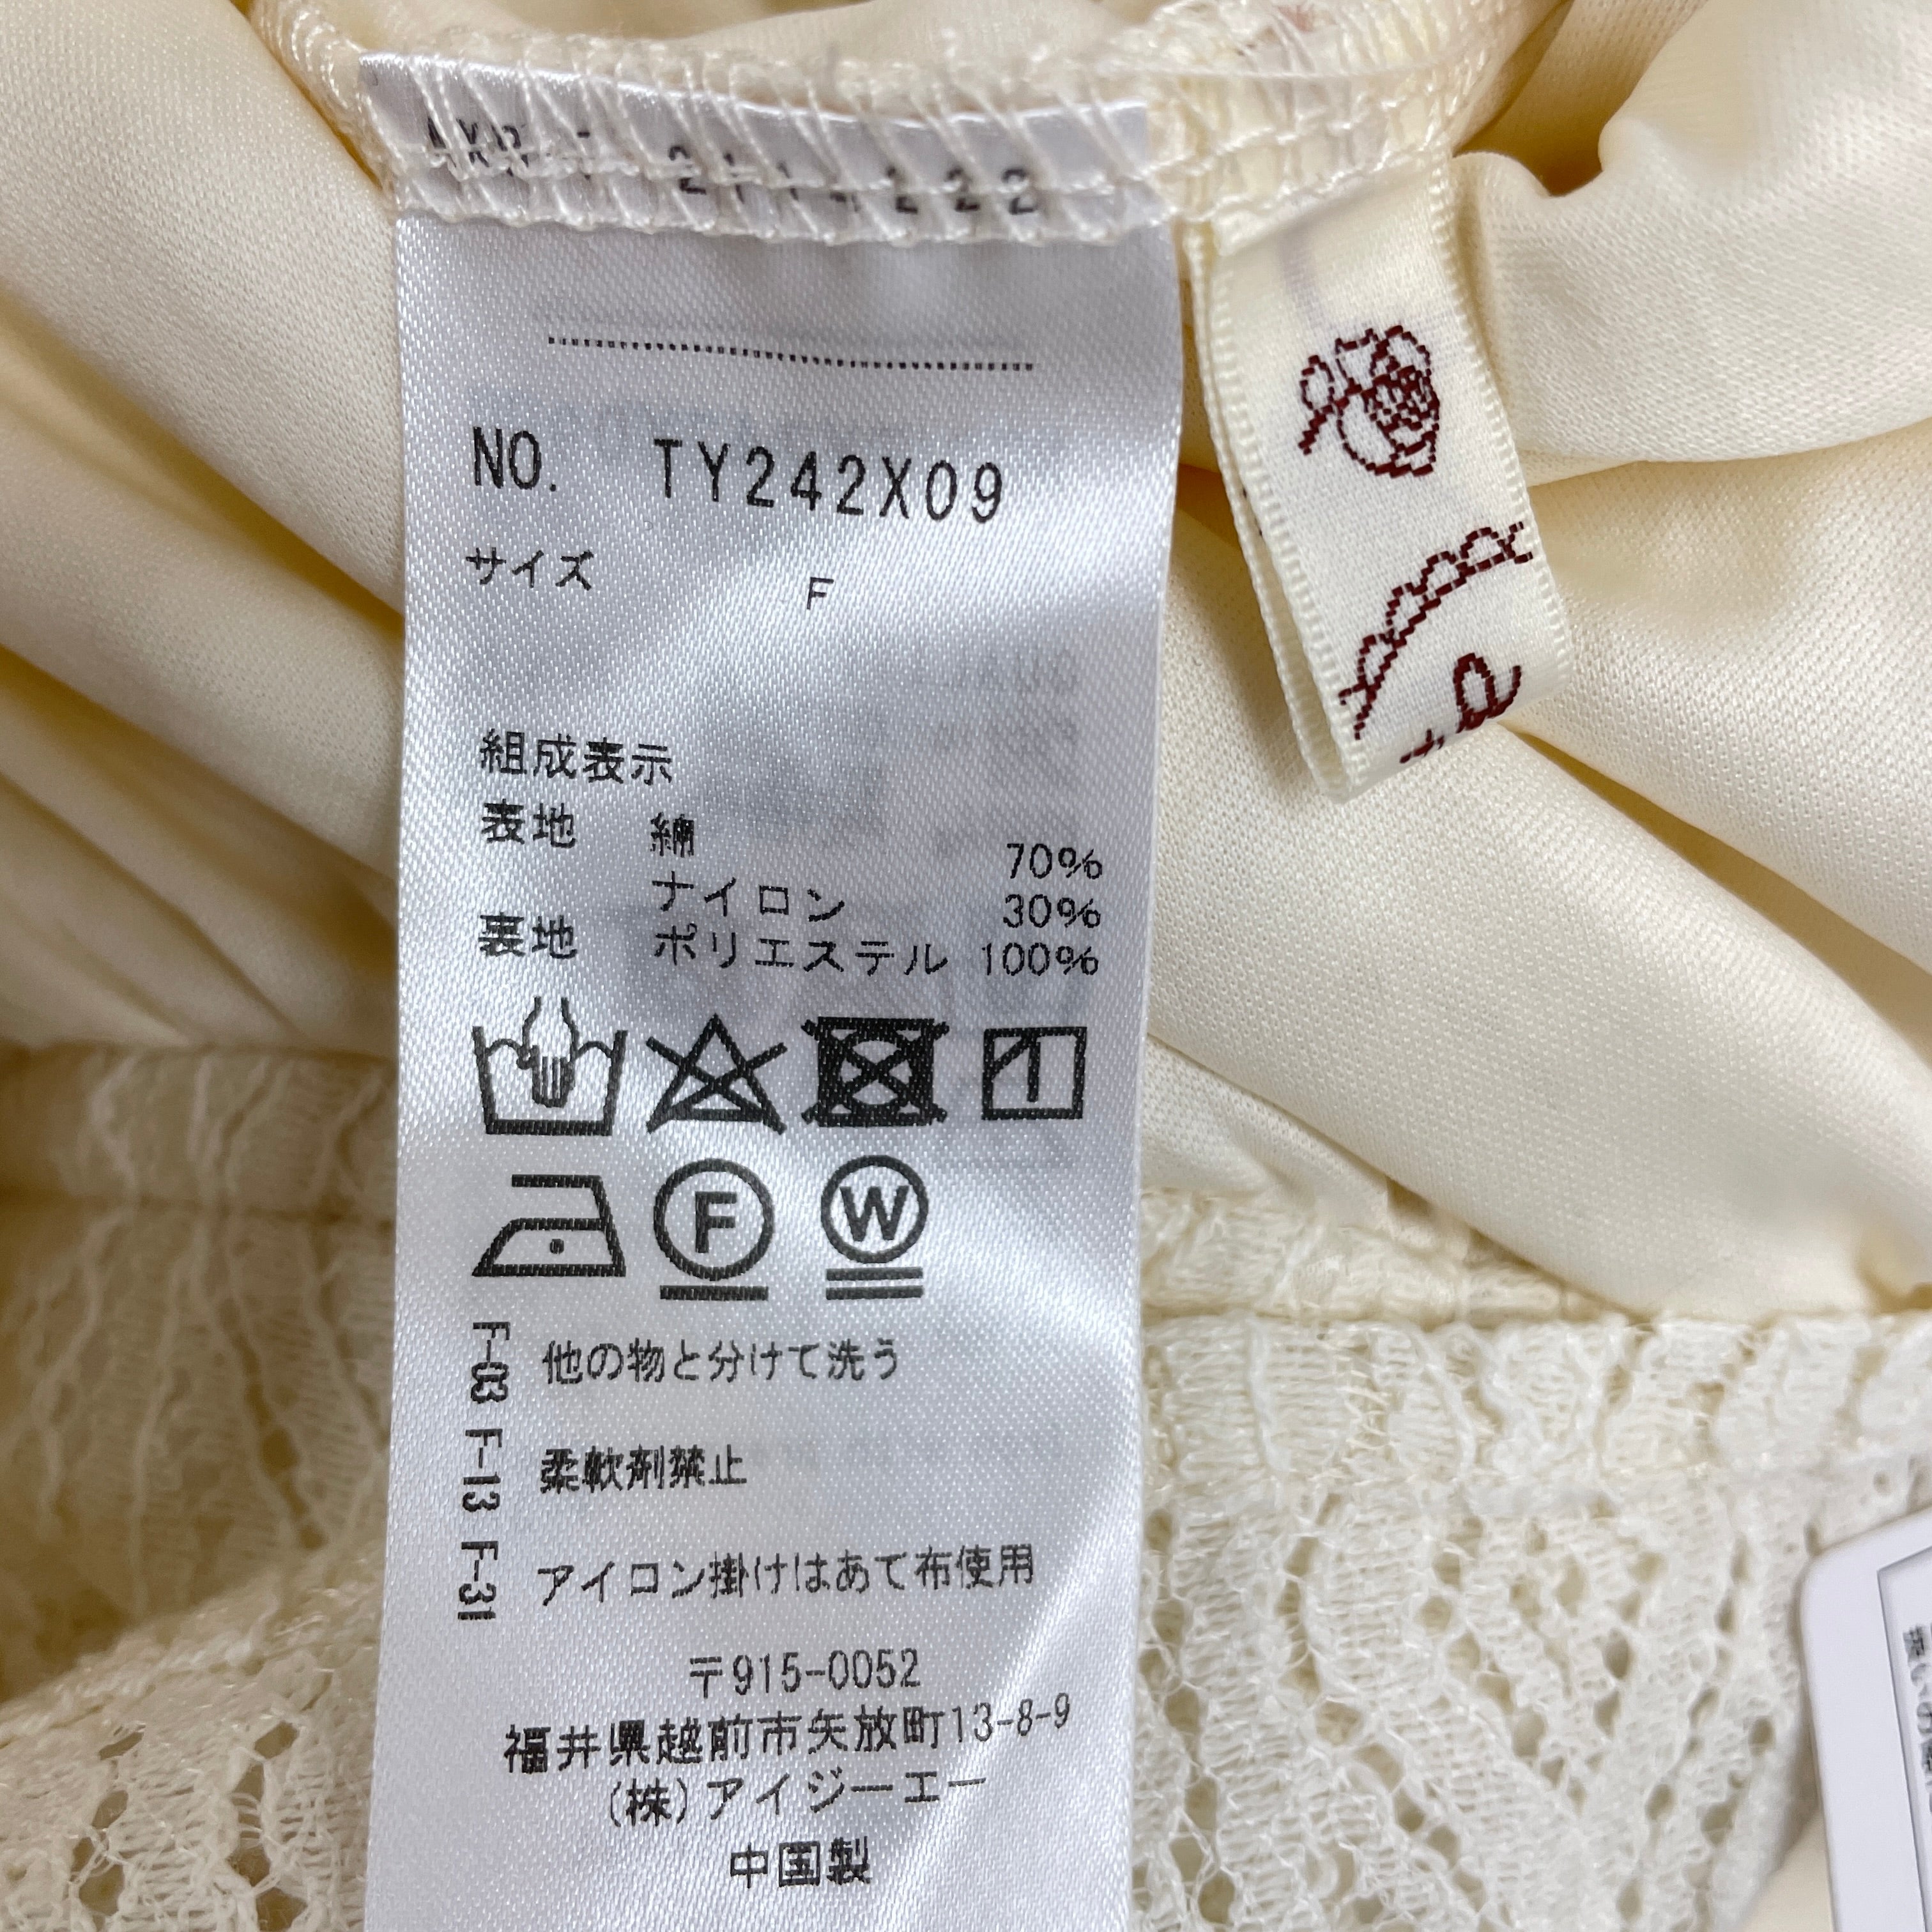 NO. TY242X09
サイズ F
組成表示
表地 綿 70%
ナイロン 30%
裏地 ポリエステル 100%
F
W
F-03 他の物と分けて洗う
F-13 柔軟剤禁止
F-31 アイロン掛けはあて布使用
〒915-0052
福井県越前市矢放町13-8-9
(株)アイジーエー
中国製